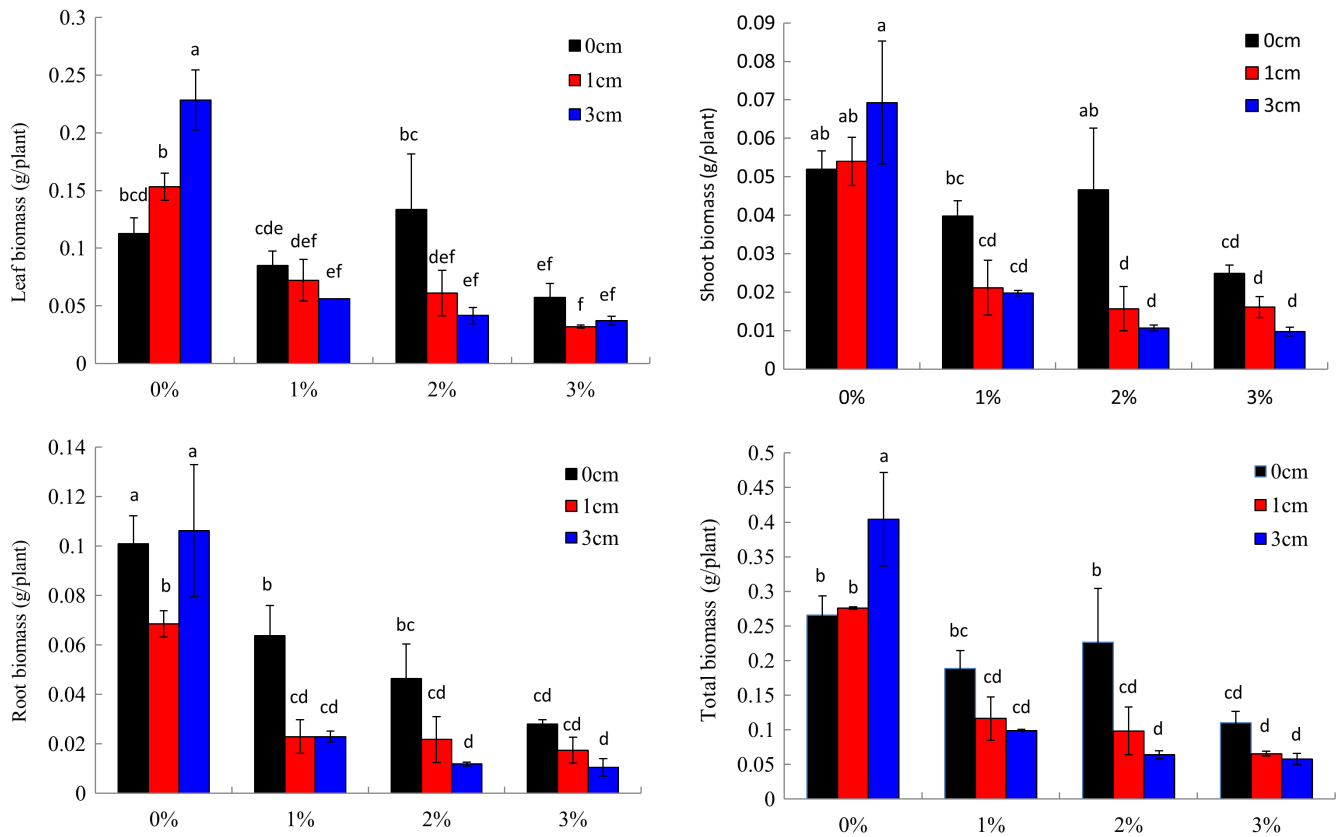 Leaf biomass (g/plant)
0.3
0.25
0.2
0.15
0.1
0.05
0
0cm
1cm
3cm
bcd
b
a
cde
def
ef
bc
def
ef
ef
f
ef
0%
1%
2%
3%
Shoot biomass (g/plant)
0.09
0.08
0.07
0.06
0.05
0.04
0.03
0.02
0.01
0
0cm
1cm
3cm
ab
ab
a
bc
cd
cd
ab
d
d
cd
d
d
0%
1%
2%
3%
Root biomass (g/plant)
0.14
0.12
0.1
0.08
0.06
0.04
0.02
0
0cm
1cm
3cm
a
b
a
b
cd
cd
bc
cd
d
cd
cd
d
0%
1%
2%
3%
Total biomass (g/plant)
0.5
0.45
0.4
0.35
0.3
0.25
0.2
0.15
0.1
0.05
0
0cm
1cm
3cm
b
b
a
bc
cd
cd
b
cd
d
cd
d
d
0%
1%
2%
3%